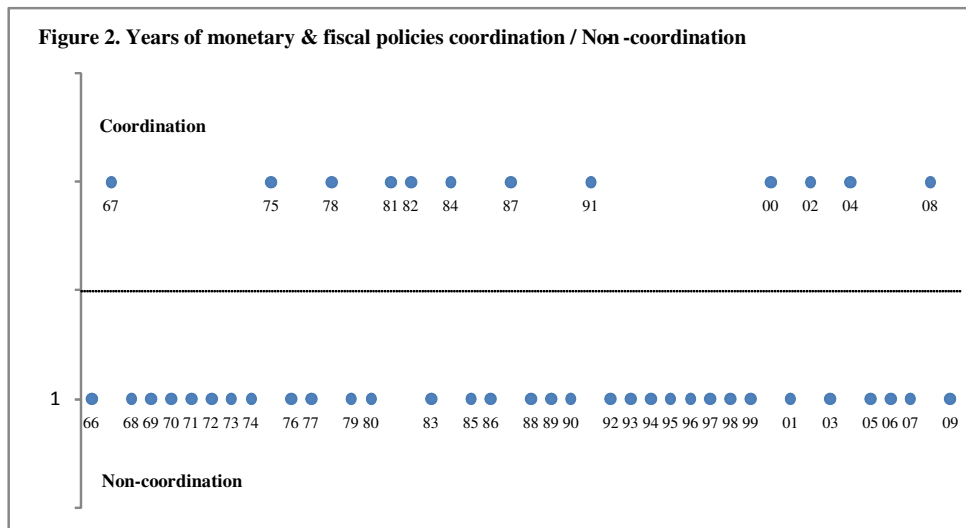 Figure 2. Years of monetary & fiscal policies coordination / Non-coordination
Coordination
67 75 78 81 82 84 87 91 00 02 04 08
1
66 68 69 70 71 72 73 74 76 77 79 80 83 85 86 88 89 90 92 93 94 95 96 97 98 99 01 03 05 06 07 09
Non-coordination